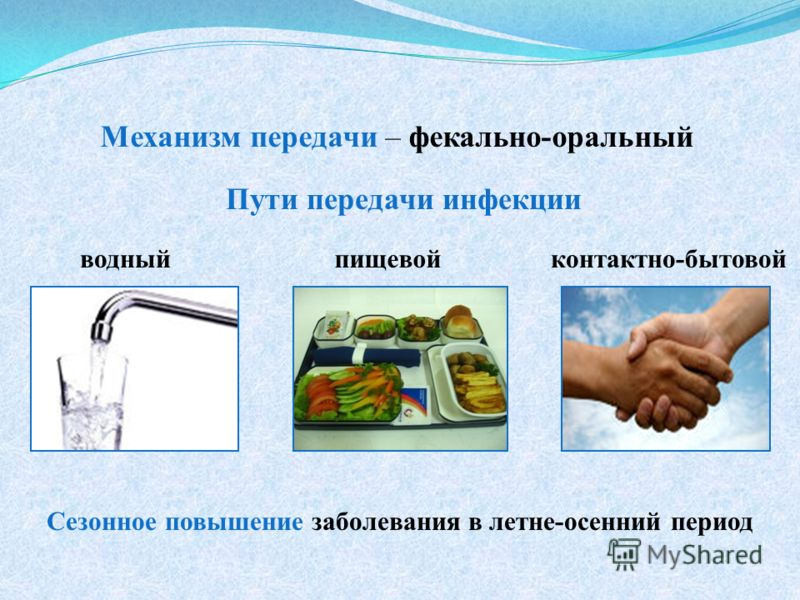 Механизм передачи – фекально-оральный
Пути передачи инфекции
водный пищевой контактно-бытовой
Сезонное повышение заболевания в летне-осенний период
MyShared